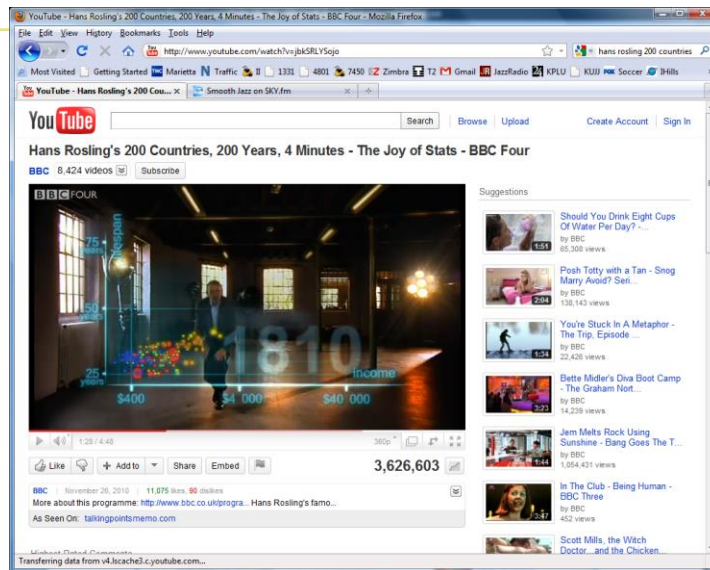 YouTube - Hans Rosling's 200 Countries, 200 Years, 4 Minutes - The Joy of Stats - BBC Four - Mozilla Firefox
File Edit View History Bookmarks Tools Help
http://www.youtube.com/watch?v=jbkSRLYSojo
hans rosling 200 countries
Most Visited Getting Started Marietta Traffic II 1331 4801 7450 Zimbra T2 Gmail JazzRadio KPLU KUJJ Soccer JHills
YouTube - Hans Rosling's 200 Cou... Smooth Jazz on SKY.fm
YouTube Search Browse Upload Create Account Sign In
Hans Rosling's 200 Countries, 200 Years, 4 Minutes - The Joy of Stats - BBC Four
BBC 8,424 videos Subscribe
BBC FOUR
lifespan
75
years
50
years
25
years
1810
income
$400 $4 000 $40 000
1:28 / 4:48 360p
Like Add to Share Embed 3,626,603
BBC November 26, 2010 11,075 likes, 90 dislikes
More about this programme: http://www.bbc.co.uk/progra... Hans Rosling's famo...
As Seen On: talkingpointsmemo.com
Highest Rated Comments
Suggestions
Should You Drink Eight Cups
Of Water Per Day? -...
by BBC
65,308 views
1:51
Posh Totty with a Tan - Snog
Marry Avoid? Seri...
by BBC
138,143 views
2:04
You're Stuck In A Metaphor -
The Trip, Episode ...
by BBC
22,426 views
1:34
Bette Midler's Diva Boot Camp
- The Graham Nort...
by BBC
14,239 views
3:23
Jem Melts Rock Using
Sunshine - Bang Goes The T...
by BBC
1,054,431 views
1:44
In The Club - Being Human -
BBC Three
by BBC
452 views
3:47
Scott Mills, the Witch
Doctor...and the Chicken...
Transferring data from v4.lscache3.c.youtube.com...